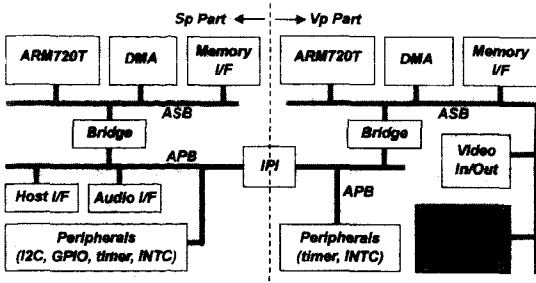 Sp Part Vp Part
ARM720T DMA Memory I/F ARM720T DMA Memory I/F
ASB ASB
Bridge Bridge Video In/Out
APB IPI APB
Host I/F Audio I/F
Peripherals Peripherals
(I2C, GPIO, timer, INTC) (timer, INTC)